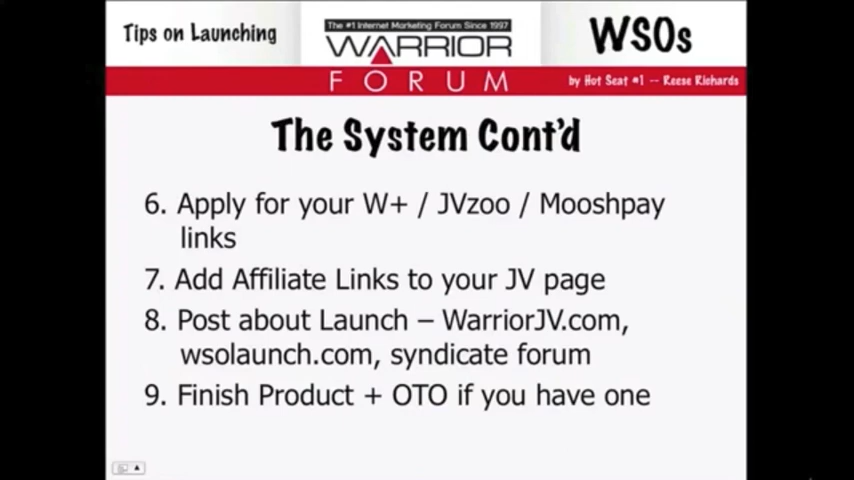 Tips on Launching
The #1 Internet Marketing Forum Since 1997
WARRIOR
FORUM
WSOs
by Hot Seat #1 -- Reese Richards
The System Cont'd
6. Apply for your W+ / JVzoo / Mooshpay
links
7. Add Affiliate Links to your JV page
8. Post about Launch – WarriorJV.com,
wsolaunch.com, syndicate forum
9. Finish Product + OTO if you have one